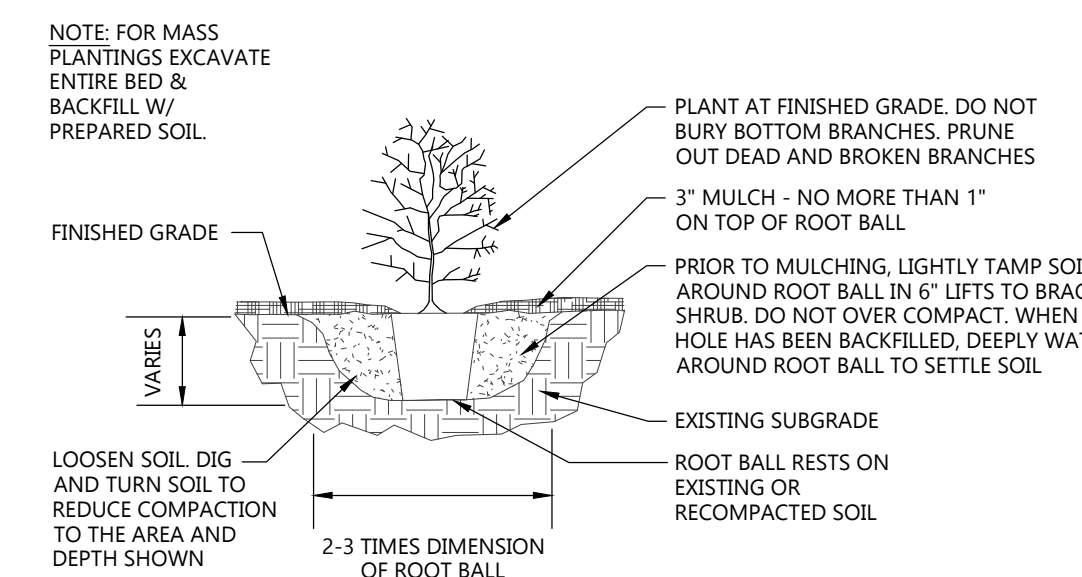 NOTE: FOR MASS
PLANTINGS EXCAVATE
ENTIRE BED &
BACKFILL W/
PREPARED SOIL.
PLANT AT FINISHED GRADE. DO NOT
BURY BOTTOM BRANCHES. PRUNE
OUT DEAD AND BROKEN BRANCHES
3" MULCH - NO MORE THAN 1"
ON TOP OF ROOT BALL
FINISHED GRADE
PRIOR TO MULCHING, LIGHTLY TAMP
AROUND ROOT BALL IN 6" LIFTS TO
SHRUB. DO NOT OVER COMPACT. WHEN
HOLE HAS BEEN BACKFILLED, DEEPLY
AROUND ROOT BALL TO SETTLE SOIL
VARIES
EXISTING SUBGRADE
ROOT BALL RESTS ON
EXISTING OR
RECOMPACTED SOIL
LOOSEN SOIL. DIG
AND TURN SOIL TO
REDUCE COMPACTION
TO THE AREA AND
DEPTH SHOWN
2-3 TIMES DIMENSION
OF ROOT BALL